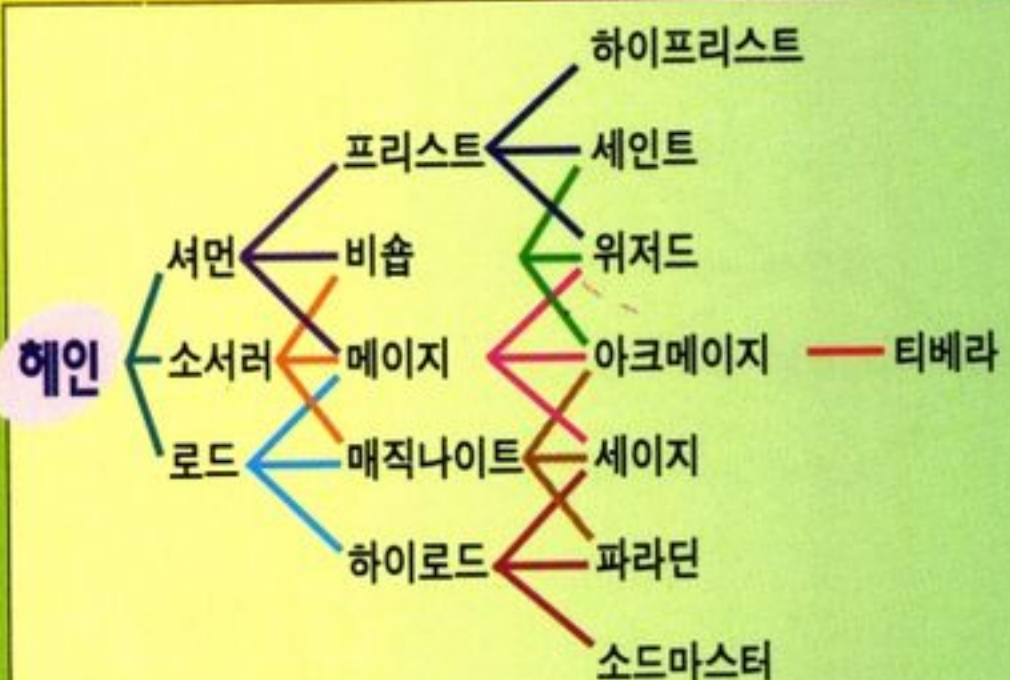 하이프리스트
프리스트 세인트
셔먼 비숍 위저드
헤인 소서러 메이지 아크메이지 티베라
로드 매직나이트 세이지
하이로드 파라딘
소드마스터